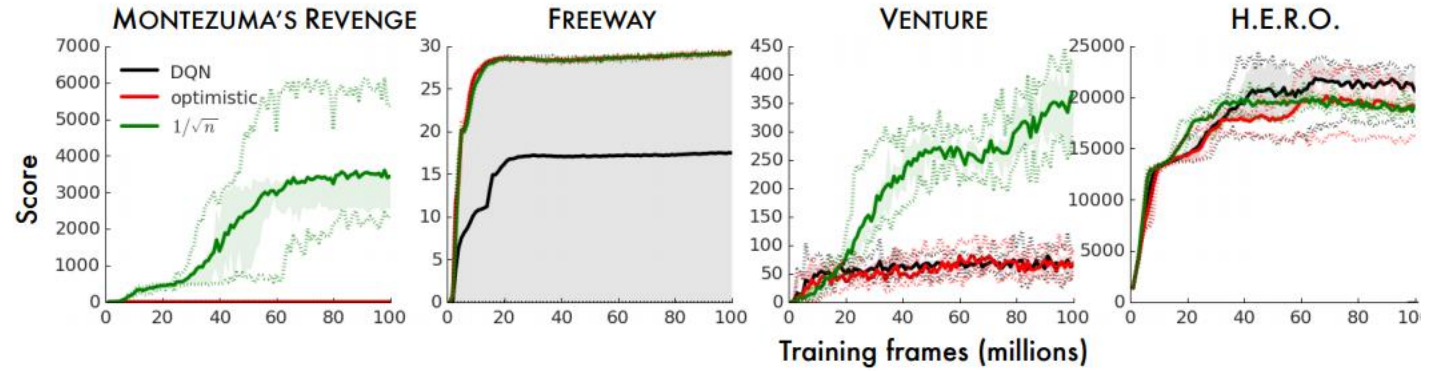 MONTEZUMA'S REVENGE
7000
6000
5000
4000
3000
2000
1000
0
DQN
optimistic
1/√n
0 20 40 60 80 100
FREEWAY
30
25
20
15
10
5
0
0 20 40 60 80 100
VENTURE
450
400
350
300
250
200
150
100
50
0
0 20 40 60 80 100
H.E.R.O.
25000
20000
15000
10000
5000
0
0 20 40 60 80 10
Score
Training frames (millions)